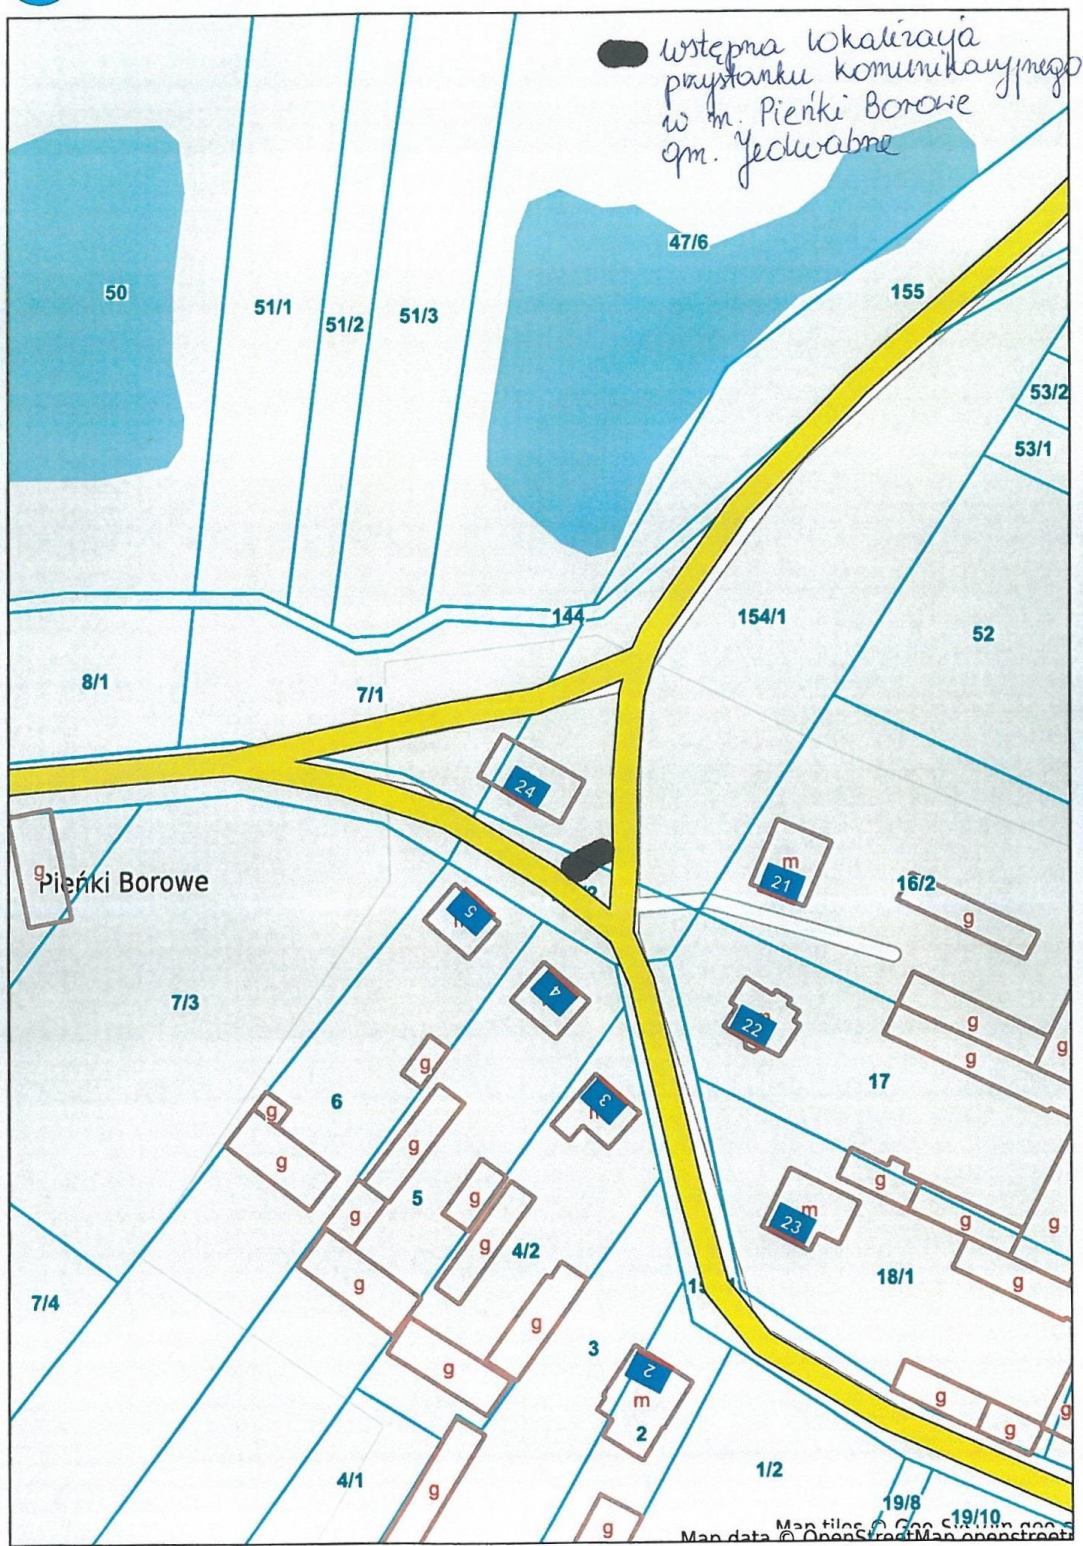 wstępna lokalizacja
przystanku komunikacyjnego
w m. Pieńki Borowe
gm. Jedwabne
47/6
50
155
51/1
51/2
51/3
53/2
53/1
144
154/1
52
8/1
7/1
24
m
21
16/2
g
g
Pieńki Borowe
5
4
7/3
22
g
g
g
17
g
6
3
g
g
g
5
g
g
g
m
23
g
g
g
4/2
18/1
g
g
7/4
g
3
g
2
m
2
g
g
g
4/1
1/2
g
19/8
19/10
g
Map tiles ©
Map data © OpenStreetMap